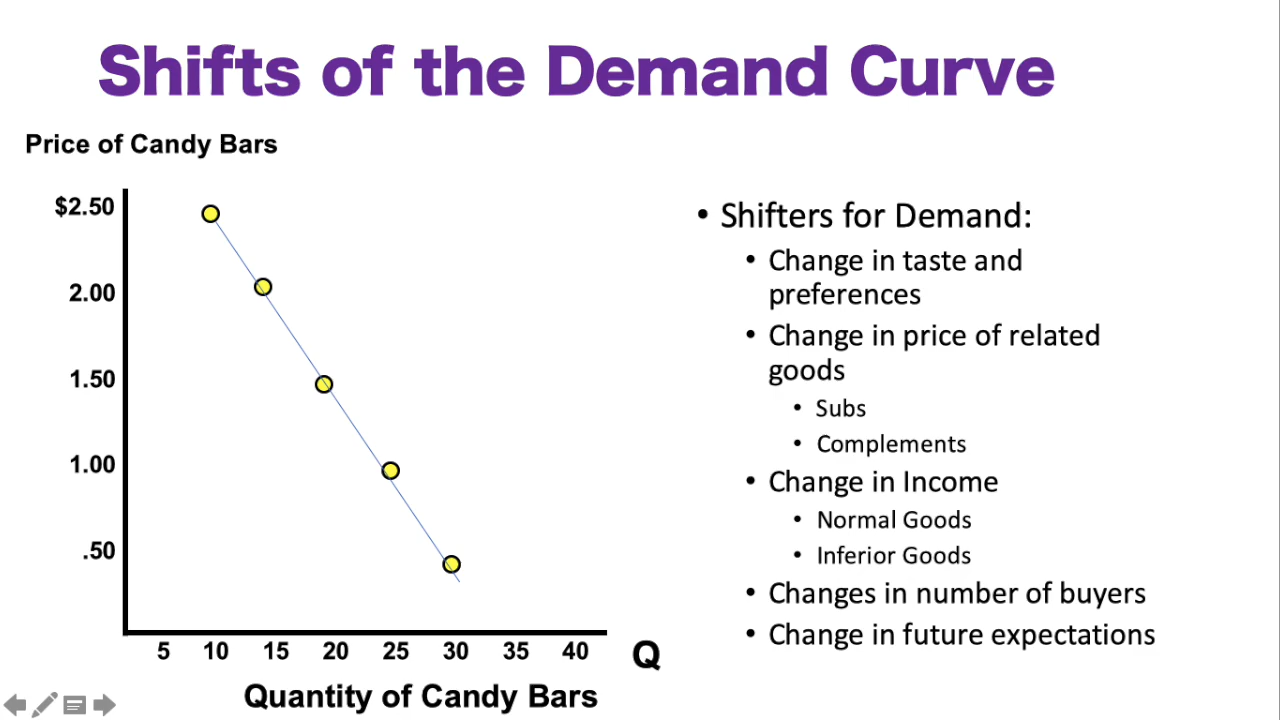 Shifts of the Demand Curve
Price of Candy Bars
$2.50
2.00
1.50
1.00
.50
5 10 15 20 25 30 35 40
Q
Quantity of Candy Bars
• Shifters for Demand:
• Change in taste and
preferences
• Change in price of related
goods
• Subs
• Complements
• Change in Income
• Normal Goods
• Inferior Goods
• Changes in number of buyers
• Change in future expectations